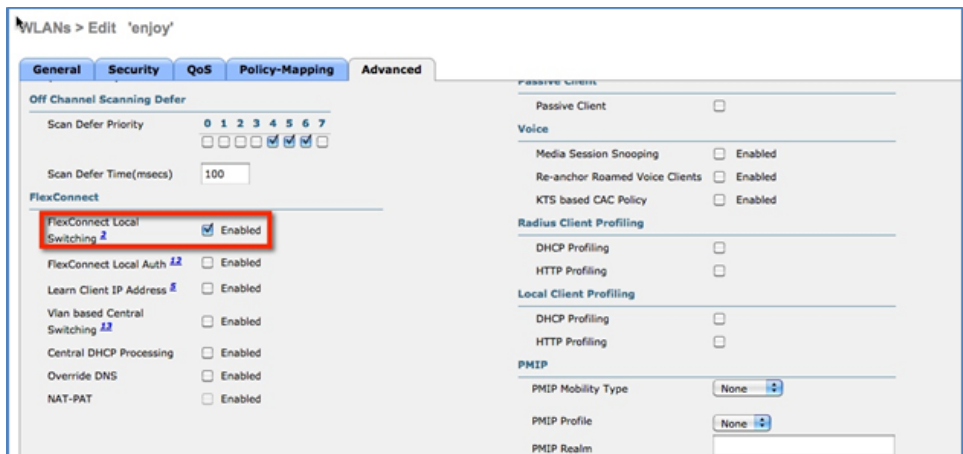 WLANs > Edit 'enjoy'
General Security QoS Policy-Mapping Advanced
Off Channel Scanning Defer
Scan Defer Priority 0 1 2 3 4 5 6 7
Scan Defer Time(msecs) 100
FlexConnect
FlexConnect Local
Switching 2 Enabled
FlexConnect Local Auth 12 Enabled
Learn Client IP Address 5 Enabled
Vlan based Central
Switching 13 Enabled
Central DHCP Processing Enabled
Override DNS Enabled
NAT-PAT Enabled
Passive Client
Passive Client
Voice
Media Session Snooping Enabled
Re-anchor Roamed Voice Clients Enabled
KTS based CAC Policy Enabled
Radius Client Profiling
DHCP Profiling
HTTP Profiling
Local Client Profiling
DHCP Profiling
HTTP Profiling
PMIP
PMIP Mobility Type None
PMIP Profile None
PMIP Realm